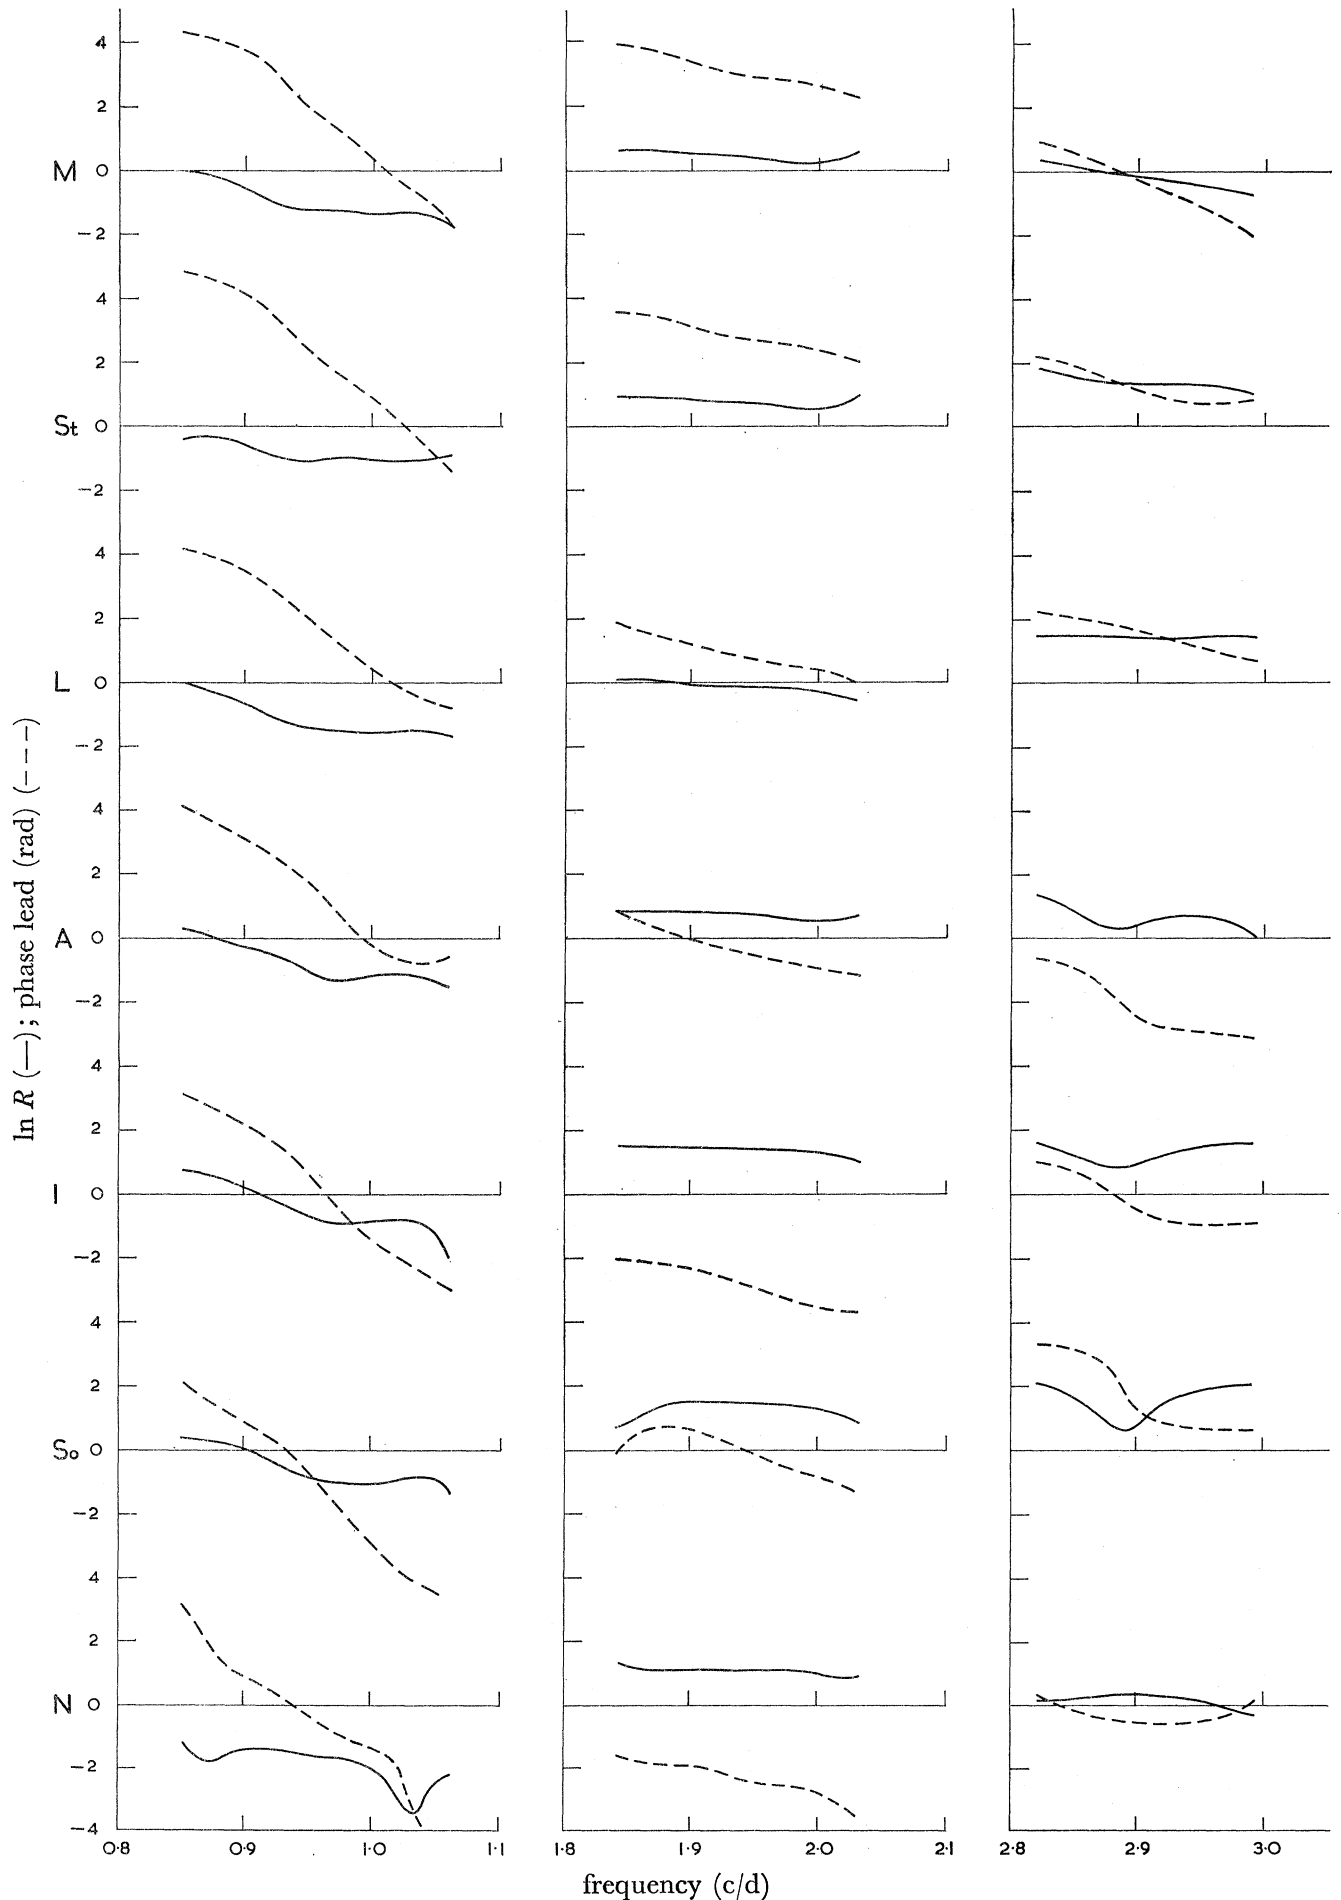 4
2
M 0
−2
4
2
St 0
−2
4
2
L 0
−2
4
2
A 0
−2
4
2
I 0
−2
4
2
So 0
−2
4
2
N 0
−2
−4
0·8 0·9 1·0 1·1 1·8 1·9 2·0 2·1 2·8 2·9 3·0
frequency (c/d)
ln R (—); phase lead (rad) (– – –)